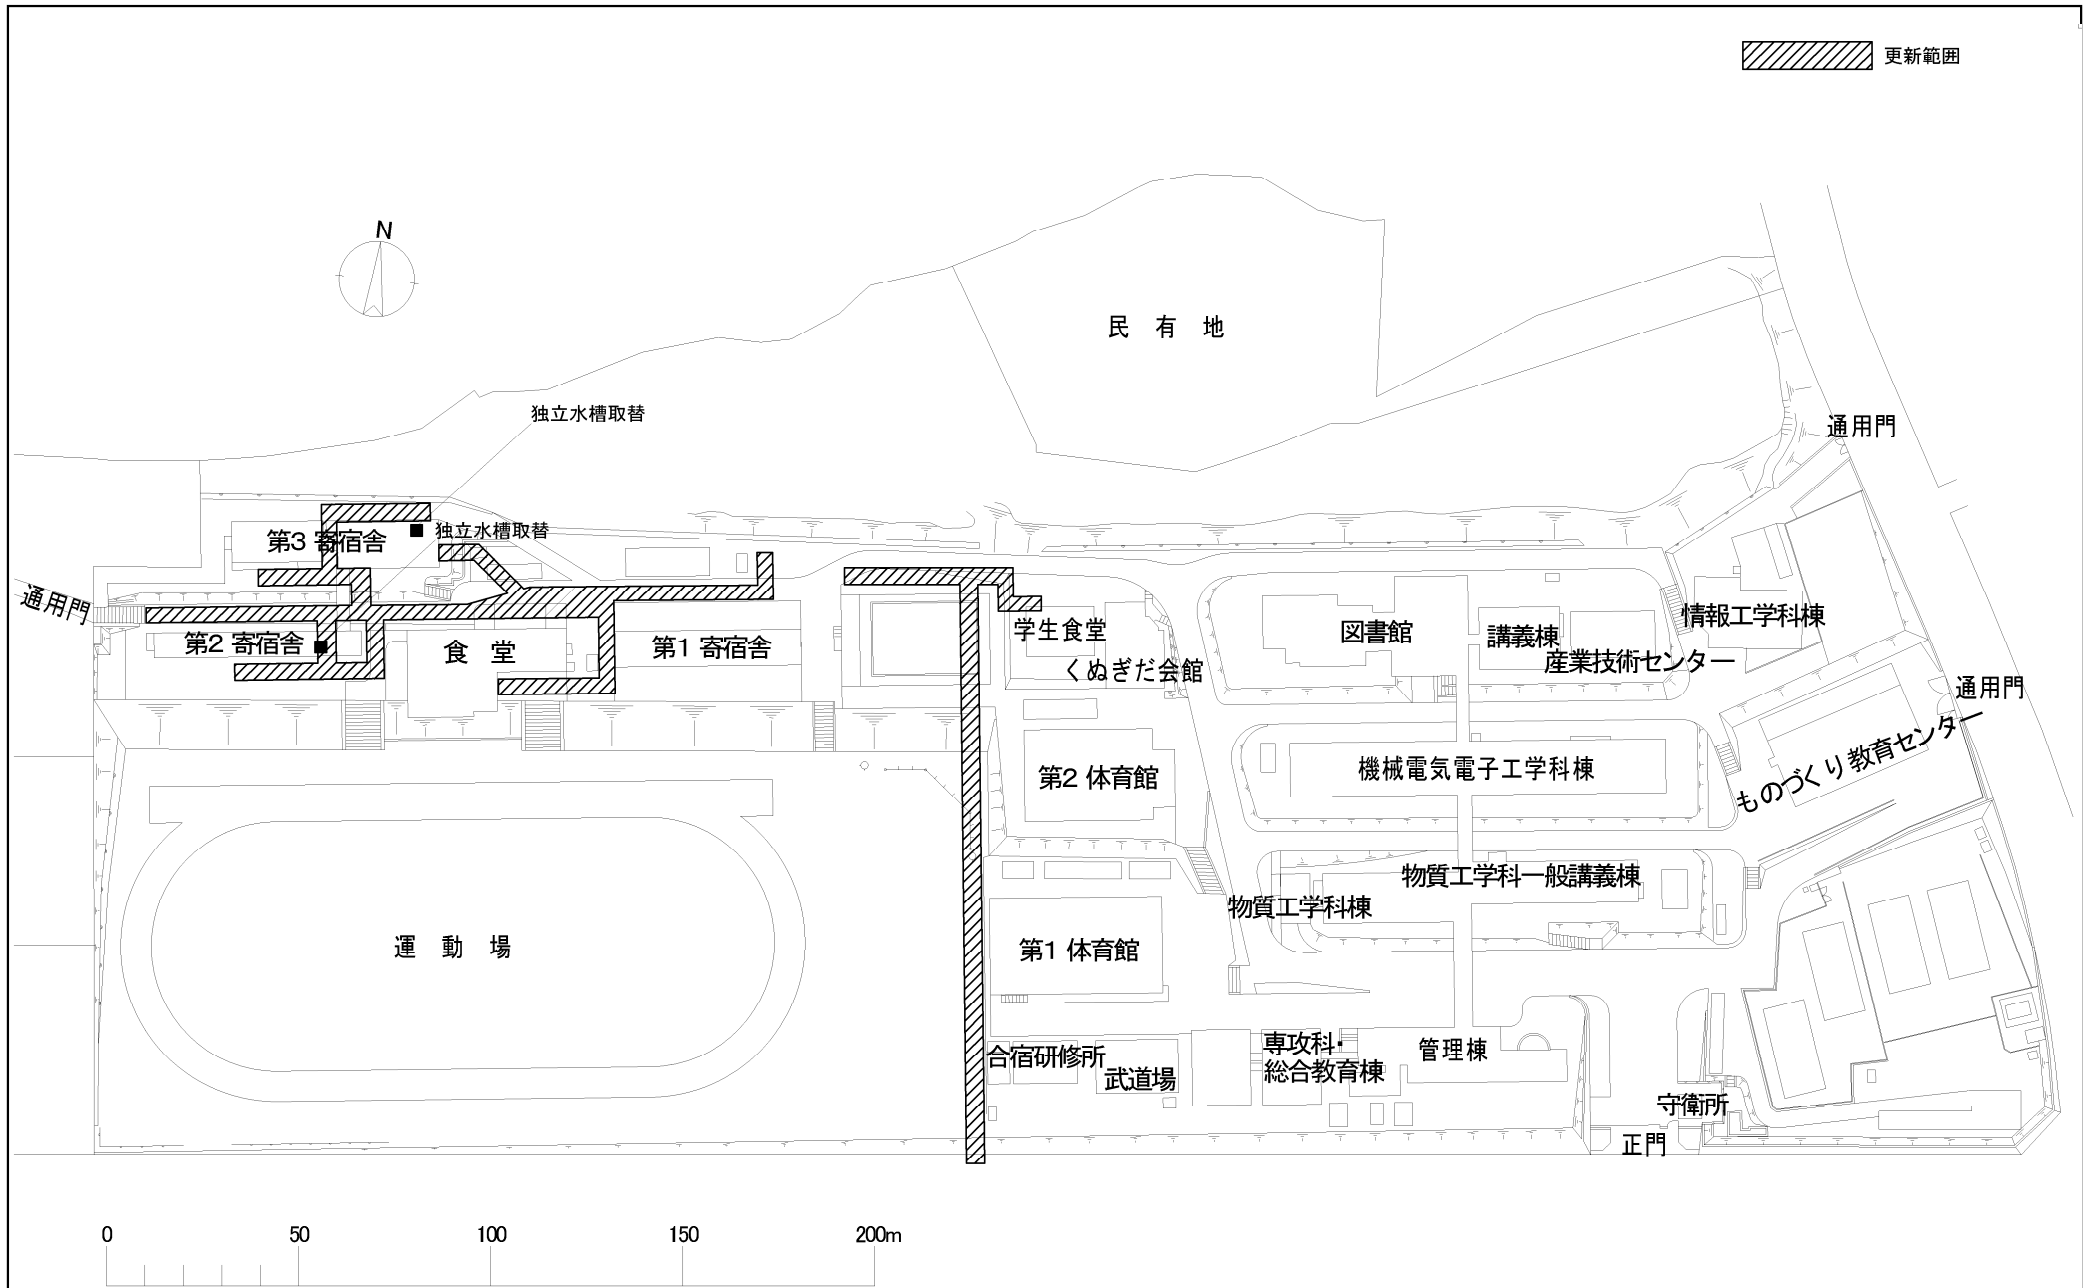 更新範囲
N
民 有 地
独立水槽取替
通用門
独立水槽取替
第3 寄宿舎
通用門
第2 寄宿舎
食 堂
第1 寄宿舎
学生食堂
くぬぎだ会館
図書館
講義棟
産業技術センター
情報工学科棟
通用門
ものづくり教育センター
第2 体育館
機械電気電子工学科棟
物質工学科一般講義棟
物質工学科棟
運 動 場
第1 体育館
合宿研修所
武道場
専攻科・
総合教育棟
管理棟
守衛所
正門
0 50 100 150 200m